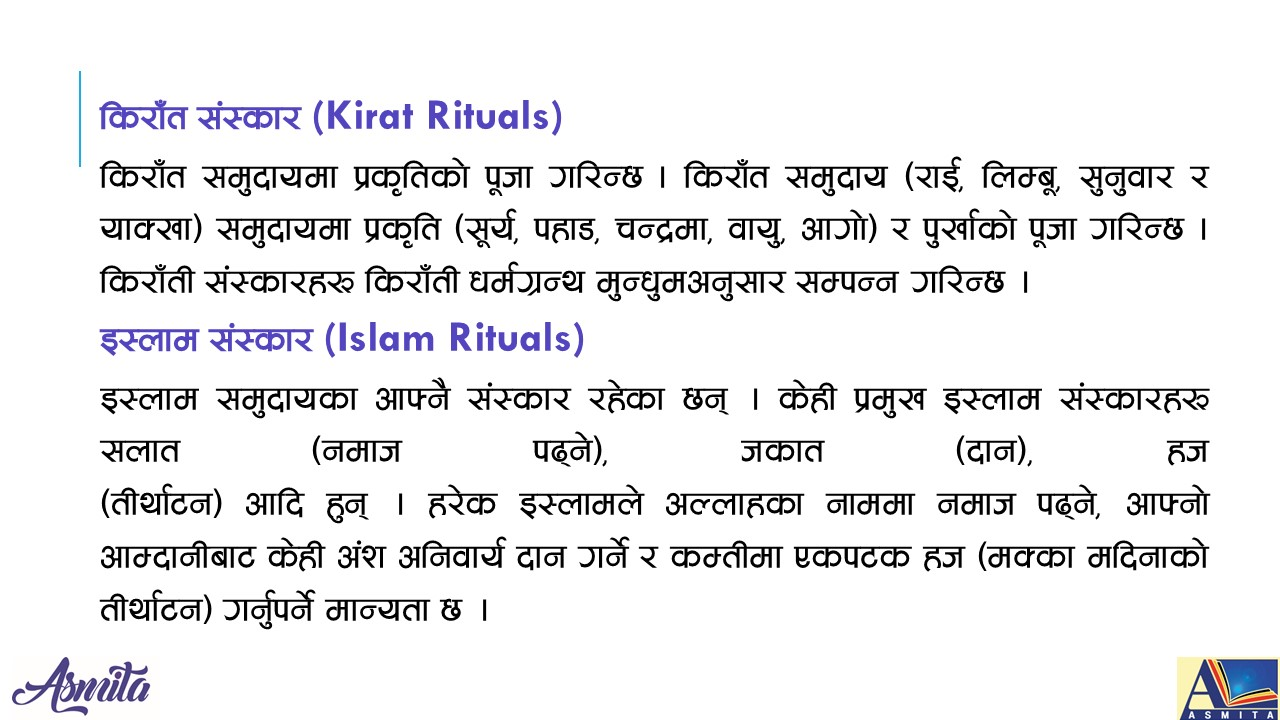 किराँत संस्कार (Kirat Rituals)
किराँत समुदायमा प्रकृतिको पूजा गरिन्छ । किराँत समुदाय (राई, लिम्बू, सुनुवार र
याक्खा) समुदायमा प्रकृति (सूर्य, पहाड, चन्द्रमा, वायु, आगो) र पुर्खाको पूजा गरिन्छ ।
किराँती संस्कारहरू किराँती धर्मग्रन्थ मुन्धुमअनुसार सम्पन्न गरिन्छ ।
इस्लाम संस्कार (Islam Rituals)
इस्लाम समुदायका आफ्नै संस्कार रहेका छन् । केही प्रमुख इस्लाम संस्कारहरू
सलात (नमाज पढ्ने), जकात (दान), हज
(तीर्थाटन) आदि हुन् । हरेक इस्लामले अल्लाहका नाममा नमाज पढ्ने, आफ्नो
आम्दानीबाट केही अंश अनिवार्य दान गर्ने र कम्तीमा एकपटक हज (मक्का मदिनाको
तीर्थाटन) गर्नुपर्ने मान्यता छ ।
Asmita
ASMITA